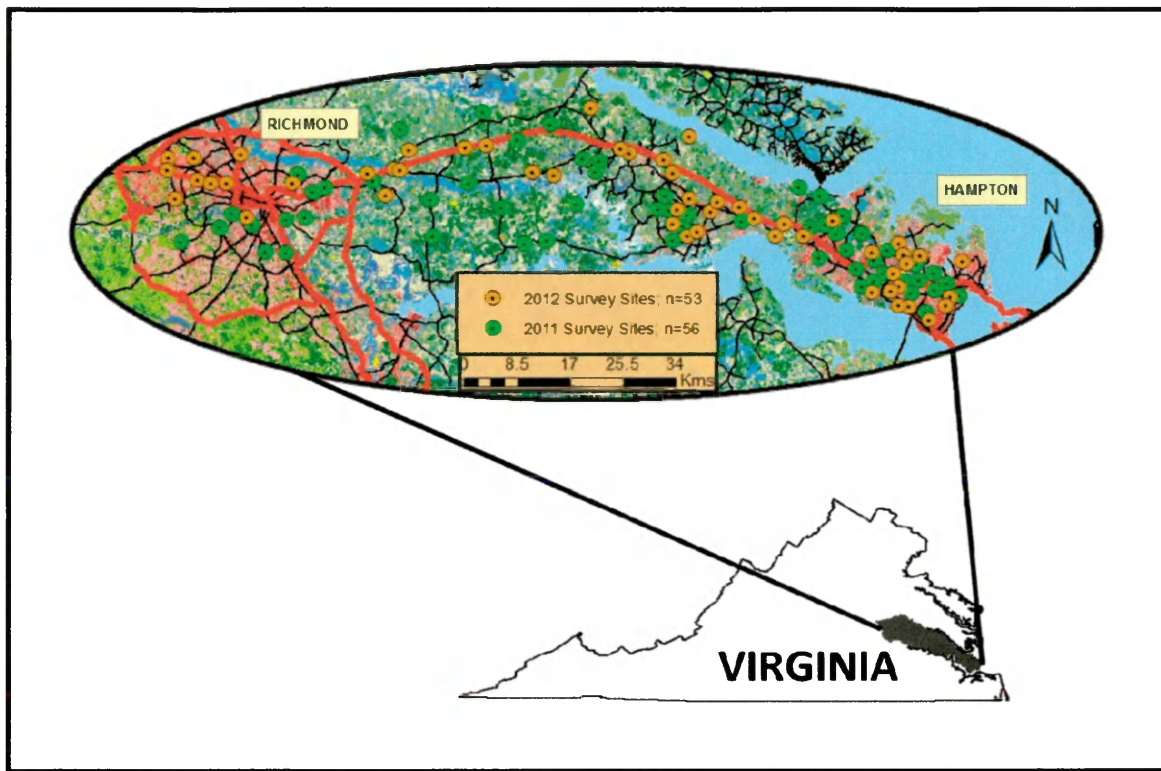 RICHMOND
HAMPTON
N
2012 Survey Sites; n=53
2011 Survey Sites; n=56
0 8.5 17 25.5 34
Kms
VIRGINIA